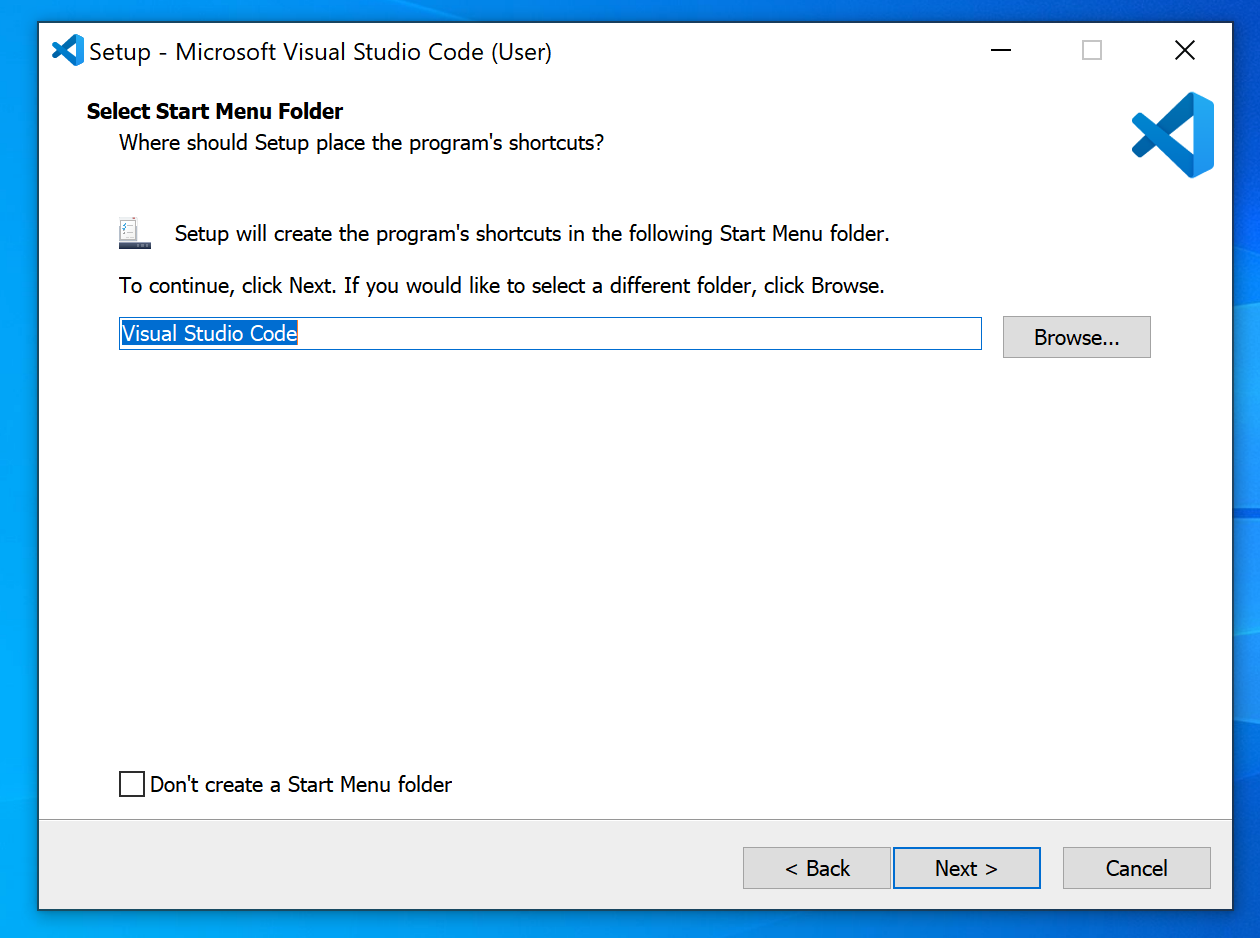 Setup - Microsoft Visual Studio Code (User)
Select Start Menu Folder
Where should Setup place the program's shortcuts?
Setup will create the program's shortcuts in the following Start Menu folder.
To continue, click Next. If you would like to select a different folder, click Browse.
Visual Studio Code
Browse...
Don't create a Start Menu folder
< Back
Next >
Cancel